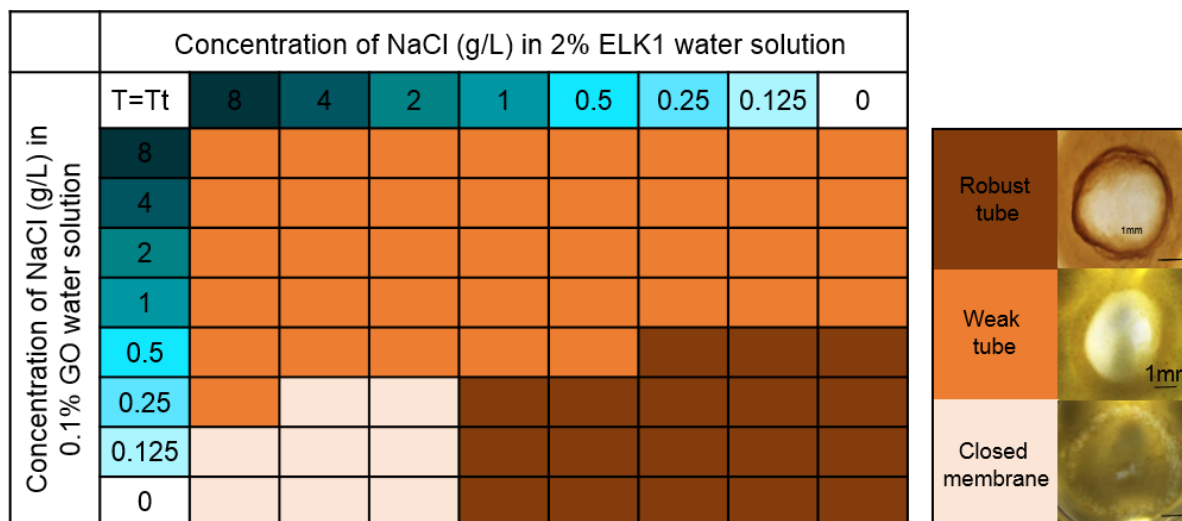 Concentration of NaCl (g/L) in 2% ELK1 water solution
Concentration of NaCl (g/L) in
0.1% GO water solution
T=Tt 8 4 2 1 0.5 0.25 0.125 0
8
4
2
1
0.5
0.25
0.125
0
Robust
tube
1mm
Weak
tube
1mm
Closed
membrane